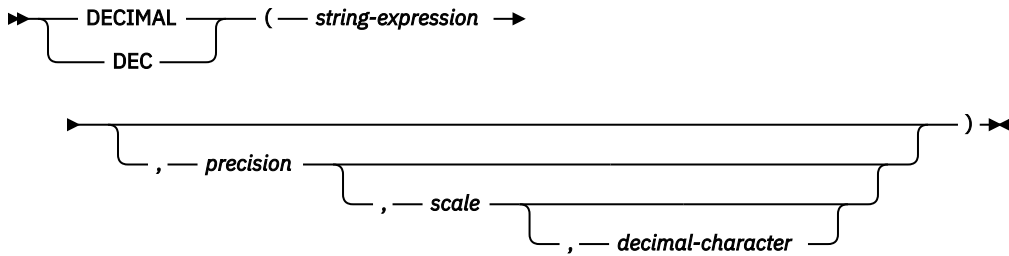 DECIMAL ( string-expression
DEC
)
, precision
, scale
, decimal-character